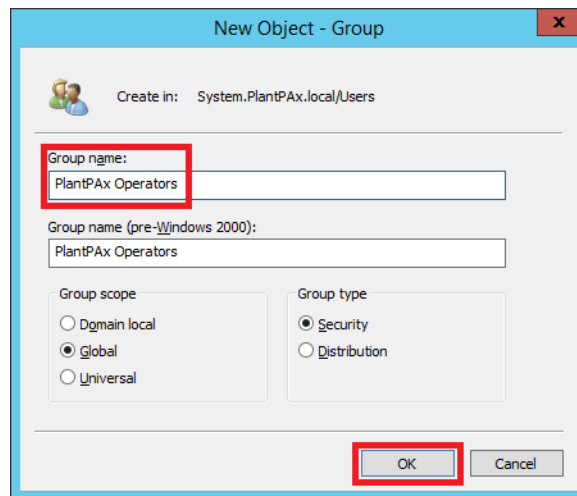 New Object - Group
x
Create in: System.PlantPAx.local/Users
Group name:
PlantPAx Operators
Group name (pre-Windows 2000):
PlantPAx Operators
Group scope
Domain local
Global
Universal
Group type
Security
Distribution
OK
Cancel